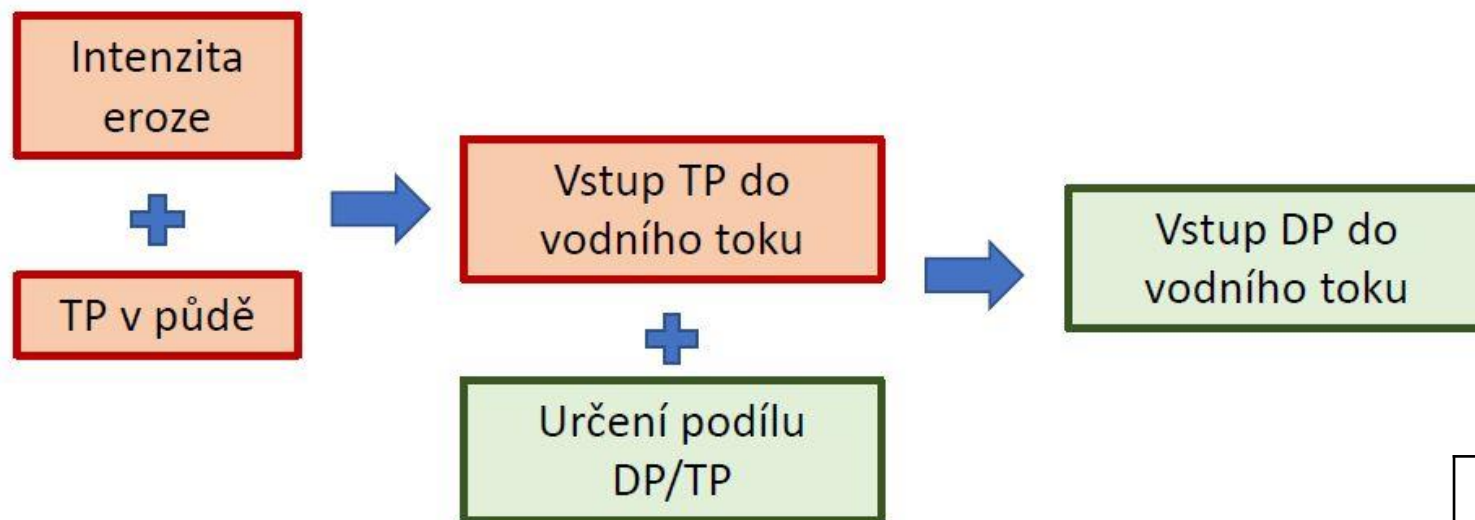 Intenzita
eroze
TP v půdě
Vstup TP do
vodního toku
Určení podílu
DP/TP
Vstup DP do
vodního toku